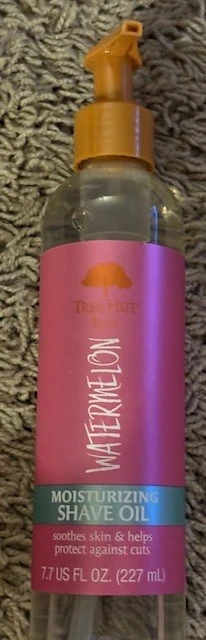 TREE HUT
WATERMELON
MOISTURIZING
SHAVE OIL
soothes skin & helps
protect against cuts
7.7 US FL OZ. (227 mL)